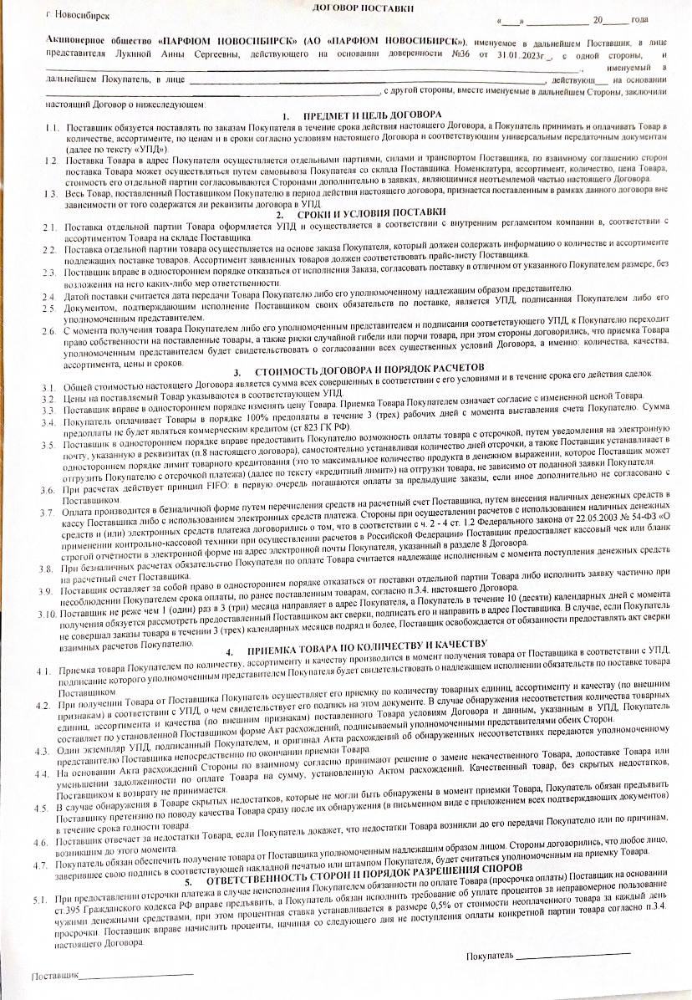 ДОГОВОР ПОСТАВКИ
г. Новосибирск
«___» ____________ 20_____ года
Акционерное общество «ПАРФЮМ НОВОСИБИРСК» (АО «ПАРФЮМ НОВОСИБИРСК»), именуемое в дальнейшем Поставщик, в лице
представителя Лукиной Анны Сергеевны, действующего на основании доверенности №36 от 31.01.2023г._, с одной стороны, и
____________, именуемый в
дальнейшем Покупатель, в лице ____________, действующ___ на основании
____________, с другой стороны, вместе именуемые в дальнейшем Стороны, заключили
настоящий Договор о нижеследующем:
1. ПРЕДМЕТ И ЦЕЛЬ ДОГОВОРА
1.1. Поставщик обязуется поставлять по заказам Покупателя в течение срока действия настоящего Договора, а Покупатель принимать и оплачивать Товар в
количестве, ассортименте, по ценам и в сроки согласно условиям настоящего Договора и соответствующим универсальным передаточным документам
(далее по тексту «УПД»).
1.2. Поставка Товара в адрес Покупателя осуществляется отдельными партиями, силами и транспортом Поставщика, по взаимному соглашению сторон
поставка Товара может осуществляться путем самовывоза Покупателя со склада Поставщика. Номенклатура, ассортимент, количество, цена Товара,
стоимость его отдельной партии согласовываются Сторонами дополнительно в заявках, являющимися неотъемлемой частью настоящего Договора.
1.3. Весь Товар, поставленный Поставщиком Покупателю в период действия настоящего договора, признается поставленным в рамках данного договора вне
зависимости от того содержатся ли реквизиты договора в УПД.
2. СРОКИ И УСЛОВИЯ ПОСТАВКИ
2.1. Поставка отдельной партии Товара оформляется УПД и осуществляется в соответствии с внутренним регламентом компании в, соответствии с
ассортиментом Товара на складе Поставщика.
2.2. Поставка отдельной партии товара осуществляется на основе заказа Покупателя, который должен содержать информацию о количестве и ассортименте
подлежащих поставке товаров. Ассортимент заявленных товаров должен соответствовать прайс-листу Поставщика.
2.3. Поставщик вправе в одностороннем порядке отказаться от исполнения Заказа, согласовать поставку в отличном от указанного Покупателем размере, без
возложения на него каких-либо мер ответственности.
2.4. Датой поставки считается дата передачи Товара Покупателю либо его уполномоченному надлежащим образом представителю.
2.5. Документом, подтверждающим исполнение Поставщиком своих обязательств по поставке, является УПД, подписанная Покупателем либо его
уполномоченным представителем.
2.6. С момента получения товара Покупателем либо его уполномоченным представителем и подписания соответствующего УПД, к Покупателю переходит
право собственности на поставленные товары, а также риски случайной гибели или порчи товара, при этом стороны договорились, что приемка Товара
уполномоченным представителем будет свидетельствовать о согласовании всех существенных условий Договора, а именно: количества, качества,
ассортимента, цены и сроков.
3. СТОИМОСТЬ ДОГОВОРА И ПОРЯДОК РАСЧЕТОВ
3.1. Общей стоимостью настоящего Договора является сумма всех совершенных в соответствии с его условиями и в течение срока его действия сделок.
3.2. Цены на поставляемый Товар указываются в соответствующем УПД.
3.3. Поставщик вправе в одностороннем порядке изменять цену Товара. Приемка Товара Покупателем означает согласие с измененной ценой Товара.
3.4. Покупатель оплачивает Товары в порядке 100% предоплаты в течение 3 (трех) рабочих дней с момента выставления счета Покупателю. Сумма
предоплаты не будет являться коммерческим кредитом (ст 823 ГК РФ).
3.5. Поставщик в одностороннем порядке вправе предоставить Покупателю возможность оплаты товара с отсрочкой, путем уведомления на электронную
почту, указанную в реквизитах (п.8 настоящего договора), самостоятельно устанавливая количество дней отсрочки, а также Поставщик устанавливает в
одностороннем порядке лимит товарного кредитования (это то максимальное количество продукта в денежном выражении, которое Поставщик может
отгрузить Покупателю с отсрочкой платежа) (далее по тексту «кредитный лимит») на отгрузки товара, не зависимо от поданной заявки Покупателя.
3.6. При расчетах действует принцип FIFO: в первую очередь погашаются оплаты за предыдущие заказы, если иное дополнительно не согласовано с
Поставщиком.
3.7. Оплата производится в безналичной форме путем перечисления средств на расчетный счет Поставщика, путем внесения наличных денежных средств в
кассу Поставщика либо с использованием электронных средств платежа. Стороны при осуществлении расчетов с использованием наличных денежных
средств и (или) электронных средств платежа договорились о том, что в соответствии с ч. 2 - 4 ст. 1.2 Федерального закона от 22.05.2003 № 54-ФЗ «О
применении контрольно-кассовой техники при осуществлении расчетов в Российской Федерации» Поставщик предоставляет кассовый чек или бланк
строгой отчётности в электронной форме на адрес электронной почты Покупателя, указанный в разделе 8 Договора.
3.8. При безналичных расчетах обязательство Покупателя по оплате Товара считается надлежаще исполненным с момента поступления денежных средств
на расчетный счет Поставщика.
3.9. Поставщик оставляет за собой право в одностороннем порядке отказаться от поставки отдельной партии Товара либо исполнить заявку частично при
несоблюдении Покупателем срока оплаты, по ранее поставленным товарам, согласно п.3.4. настоящего Договора.
3.10. Поставщик не реже чем 1 (один) раз в 3 (три) месяца направляет в адрес Покупателя, а Покупатель в течение 10 (десяти) календарных дней с момента
получения обязуется рассмотреть предоставленный Поставщиком акт сверки, подписать его и направить в адрес Поставщика. В случае, если Покупатель
не совершал заказы товара в течении 3 (трех) календарных месяцев подряд и более, Поставщик освобождается от обязанности предоставлять акт сверки
взаимных расчетов Покупателю.
4. ПРИЕМКА ТОВАРА ПО КОЛИЧЕСТВУ И КАЧЕСТВУ
4.1. Приемка товара Покупателем по количеству, ассортименту и качеству производится в момент получения товара от Поставщика в соответствии с УПД,
подписание которого уполномоченным представителем Покупателя будет свидетельствовать о надлежащем исполнении обязательств по поставке товара
Поставщиком.
4.2. При получении Товара от Поставщика Покупатель осуществляет его приемку по количеству товарных единиц, ассортименту и качеству (по внешним
признакам) в соответствии с УПД, о чем свидетельствует его подпись на этом документе. В случае обнаружения несоответствия количества товарных
единиц, ассортимента и качества (по внешним признакам) поставленного Товара условиям Договора и данным, указанным в УПД, Покупатель
составляет по установленной Поставщиком форме Акт расхождений, подписываемый уполномоченными представителями обеих Сторон.
4.3. Один экземпляр УПД, подписанный Покупателем, и оригинал Акта расхождений об обнаруженных несоответствиях передаются уполномоченному
представителю Поставщика непосредственно по окончании приемки Товара.
4.4. На основании Акта расхождений Стороны по взаимному согласию принимают решение о замене некачественного Товара, допоставке Товара или
уменьшении задолженности по оплате Товара на сумму, установленную Актом расхождений. Качественный товар, без скрытых недостатков,
Поставщиком к возврату не принимается.
4.5. В случае обнаружения в Товаре скрытых недостатков, которые не могли быть обнаружены в момент приемки Товара, Покупатель обязан предъявить
Поставщику претензию по поводу качества Товара сразу после их обнаружения (в письменном виде с приложением всех подтверждающих документов)
в течение срока годности товара.
4.6. Поставщик отвечает за недостатки Товара, если Покупатель докажет, что недостатки Товара возникли до его передачи Покупателю или по причинам,
возникшим до этого момента.
4.7. Покупатель обязан обеспечить получение товара от Поставщика уполномоченным надлежащим образом лицом. Стороны договорились, что любое лицо,
заверившее свою подпись в соответствующей накладной печатью или штампом Покупателя, будет считаться уполномоченным на приемку Товара.
5. ОТВЕТСТВЕННОСТЬ СТОРОН И ПОРЯДОК РАЗРЕШЕНИЯ СПОРОВ
5.1. При предоставлении отсрочки платежа в случае неисполнения Покупателем обязанности по оплате Товара (просрочка оплаты) Поставщик на основании
ст.395 Гражданского кодекса РФ вправе предъявить, а Покупатель обязан исполнить требование об уплате процентов за неправомерное пользование
чужими денежными средствами, при этом процентная ставка устанавливается в размере 0,5% от стоимости неоплаченного товара за каждый день
просрочки. Поставщик вправе начислить проценты, начиная со следующего дня не поступления оплаты конкретной партии товара согласно п.3.4.
настоящего Договора.
Покупатель ____________
Поставщик____________